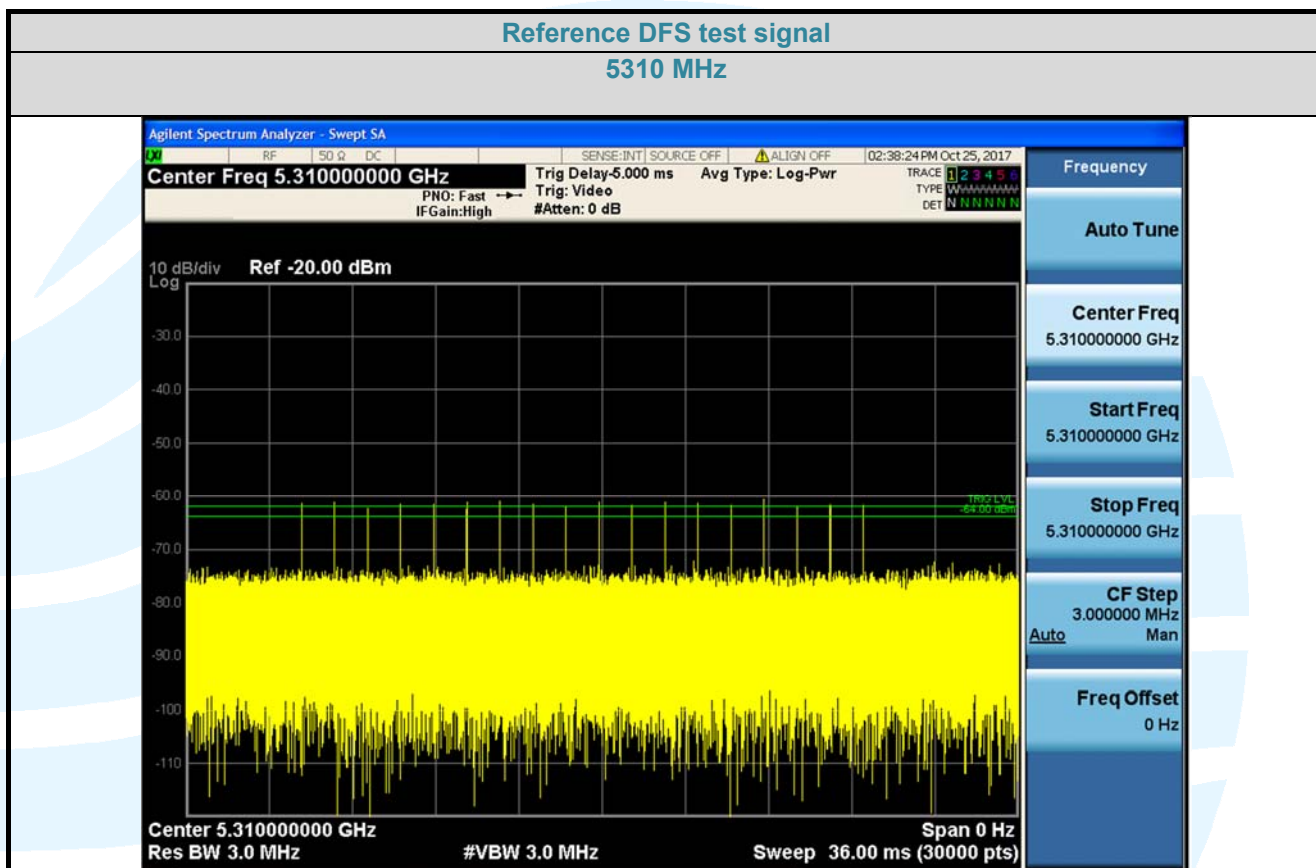 Reference DFS test signal
5310 MHz
Agilent Spectrum Analyzer - Swept SA
LXI RF 50 Ω DC SENSE:INT SOURCE OFF ALIGN OFF 02:38:24 PM Oct 25, 2017
Center Freq 5.310000000 GHz
PNO: Fast
IFGain:High
Trig Delay-5.000 ms
Trig: Video
#Atten: 0 dB
Avg Type: Log-Pwr
TRACE 1 2 3 4 5 6
TYPE
DET N N N N N N
10 dB/div Ref -20.00 dBm
Log
-30.0
-40.0
-50.0
-60.0
-70.0
-80.0
-90.0
-100
-110
TRIG LVL
-64.00 dBm
Center 5.310000000 GHz Span 0 Hz
Res BW 3.0 MHz #VBW 3.0 MHz Sweep 36.00 ms (30000 pts)
Frequency
Auto Tune
Center Freq
5.310000000 GHz
Start Freq
5.310000000 GHz
Stop Freq
5.310000000 GHz
CF Step
3.000000 MHz
Auto Man
Freq Offset
0 Hz